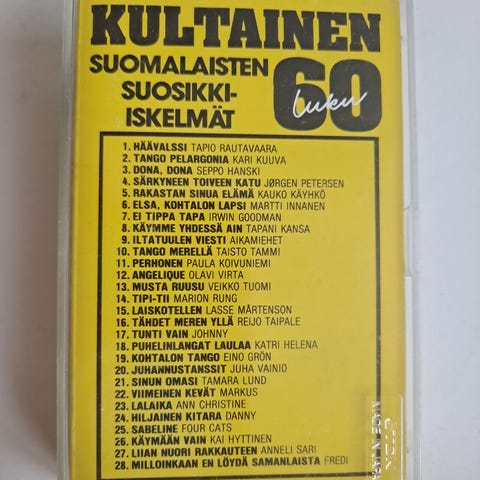 KULTAINEN
SUOMALAISTEN
SUOSIKKI-
ISKELMÄT
60
luku
1. HÄÄVALSSI TAPIO RAUTAVAARA
2. TANGO PELARGONIA KARI KUUVA
3. DONA, DONA SEPPO HANSKI
4. SÄRKYNEEN TOIVEEN KATU JØRGEN PETERSEN
5. RAKASTAN SINUA ELÄMÄ KAUKO KÄYHKÖ
6. ELSA, KOHTALON LAPSI MARTTI INNANEN
7. EI TIPPA TAPA IRWIN GOODMAN
8. KÄYMME YHDESSÄ AIN TAPANI KANSA
9. ILTATUULEN VIESTI AIKAMIEHET
10. TANGO MERELLÄ TAISTO TAMMI
11. PERHONEN PAULA KOIVUNIEMI
12. ANGELIQUE OLAVI VIRTA
13. MUSTA RUUSU VEIKKO TUOMI
14. TIPI-TII MARION RUNG
15. LAISKOTELLEN LASSE MÅRTENSON
16. TÄHDET MEREN YLLÄ REIJO TAIPALE
17. TUNTI VAIN JOHNNY
18. PUHELINLANGAT LAULAA KATRI HELENA
19. KOHTALON TANGO EINO GRÖN
20. JUHANNUSTANSSIT JUHA VAINIO
21. SINUN OMASI TAMARA LUND
22. VIIMEINEN KEVÄT MARKUS
23. LALAIKA ANN CHRISTINE
24. HILJAINEN KITARA DANNY
25. SABELINE FOUR CATS
26. KÄYMÄÄN VAIN KAI HYTTINEN
27. LIIAN NUORI RAKKAUTEEN ANNELI SARI
28. MILLOINKAAN EN LÖYDÄ SAMANLAISTA FREDI